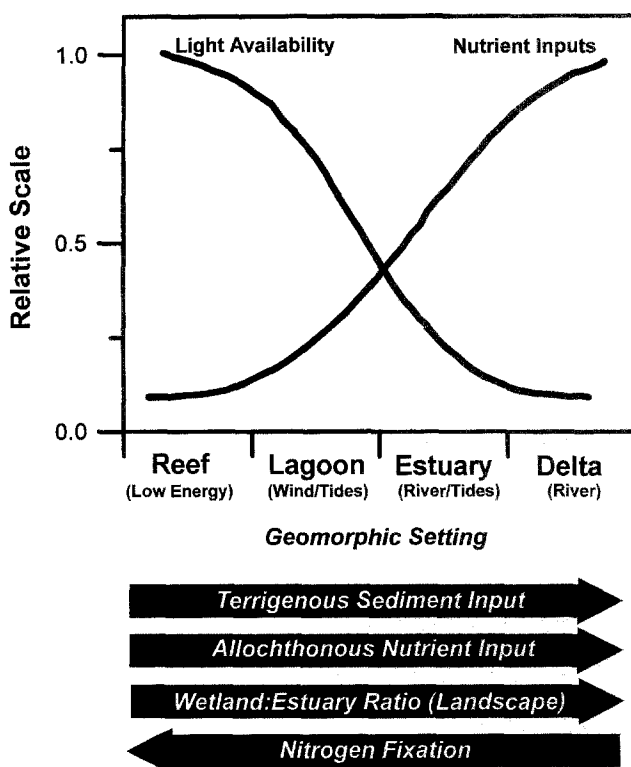 Light Availability
Nutrient Inputs
1.0
0.5
0.0
Relative Scale
Reef
Lagoon
Estuary
Delta
(Low Energy)
(Wind/Tides)
(River/Tides)
(River)
Geomorphic Setting
Terrigenous Sediment Input
Allochthonous Nutrient Input
Wetland:Estuary Ratio (Landscape)
Nitrogen Fixation